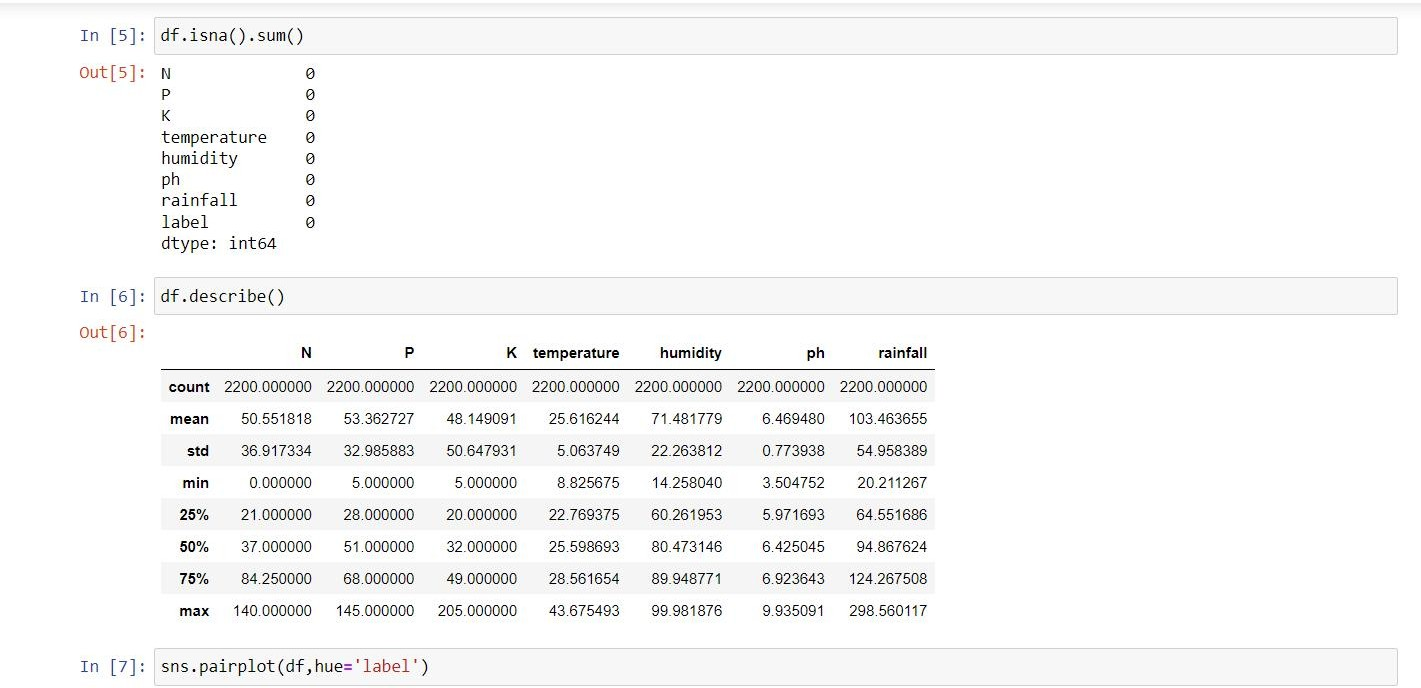 In [5]: df.isna().sum()
Out[5]: N 0
P 0
K 0
temperature 0
humidity 0
ph 0
rainfall 0
label 0
dtype: int64
In [6]: df.describe()
Out[6]:
N P K temperature humidity ph rainfall
count 2200.000000 2200.000000 2200.000000 2200.000000 2200.000000 2200.000000 2200.000000
mean 50.551818 53.362727 48.149091 25.616244 71.481779 6.469480 103.463655
std 36.917334 32.985883 50.647931 5.063749 22.263812 0.773938 54.958389
min 0.000000 5.000000 5.000000 8.825675 14.258040 3.504752 20.211267
25% 21.000000 28.000000 20.000000 22.769375 60.261953 5.971693 64.551686
50% 37.000000 51.000000 32.000000 25.598693 80.473146 6.425045 94.867624
75% 84.250000 68.000000 49.000000 28.561654 89.948771 6.923643 124.267508
max 140.000000 145.000000 205.000000 43.675493 99.981876 9.935091 298.560117
In [7]: sns.pairplot(df,hue='label')